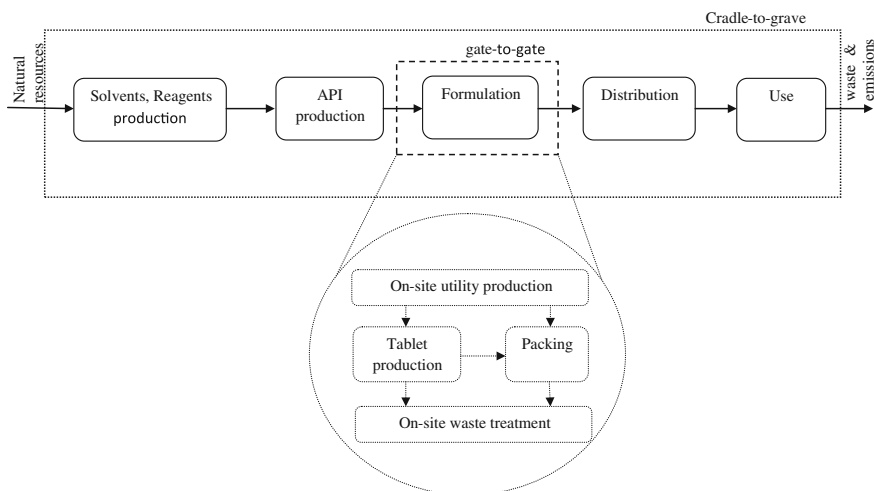 Cradle-to-grave
gate-to-gate
Natural
resources
Solvents, Reagents
production
API
production
Formulation
Distribution
Use
waste &
emissions
On-site utility production
Tablet
production
Packing
On-site waste treatment